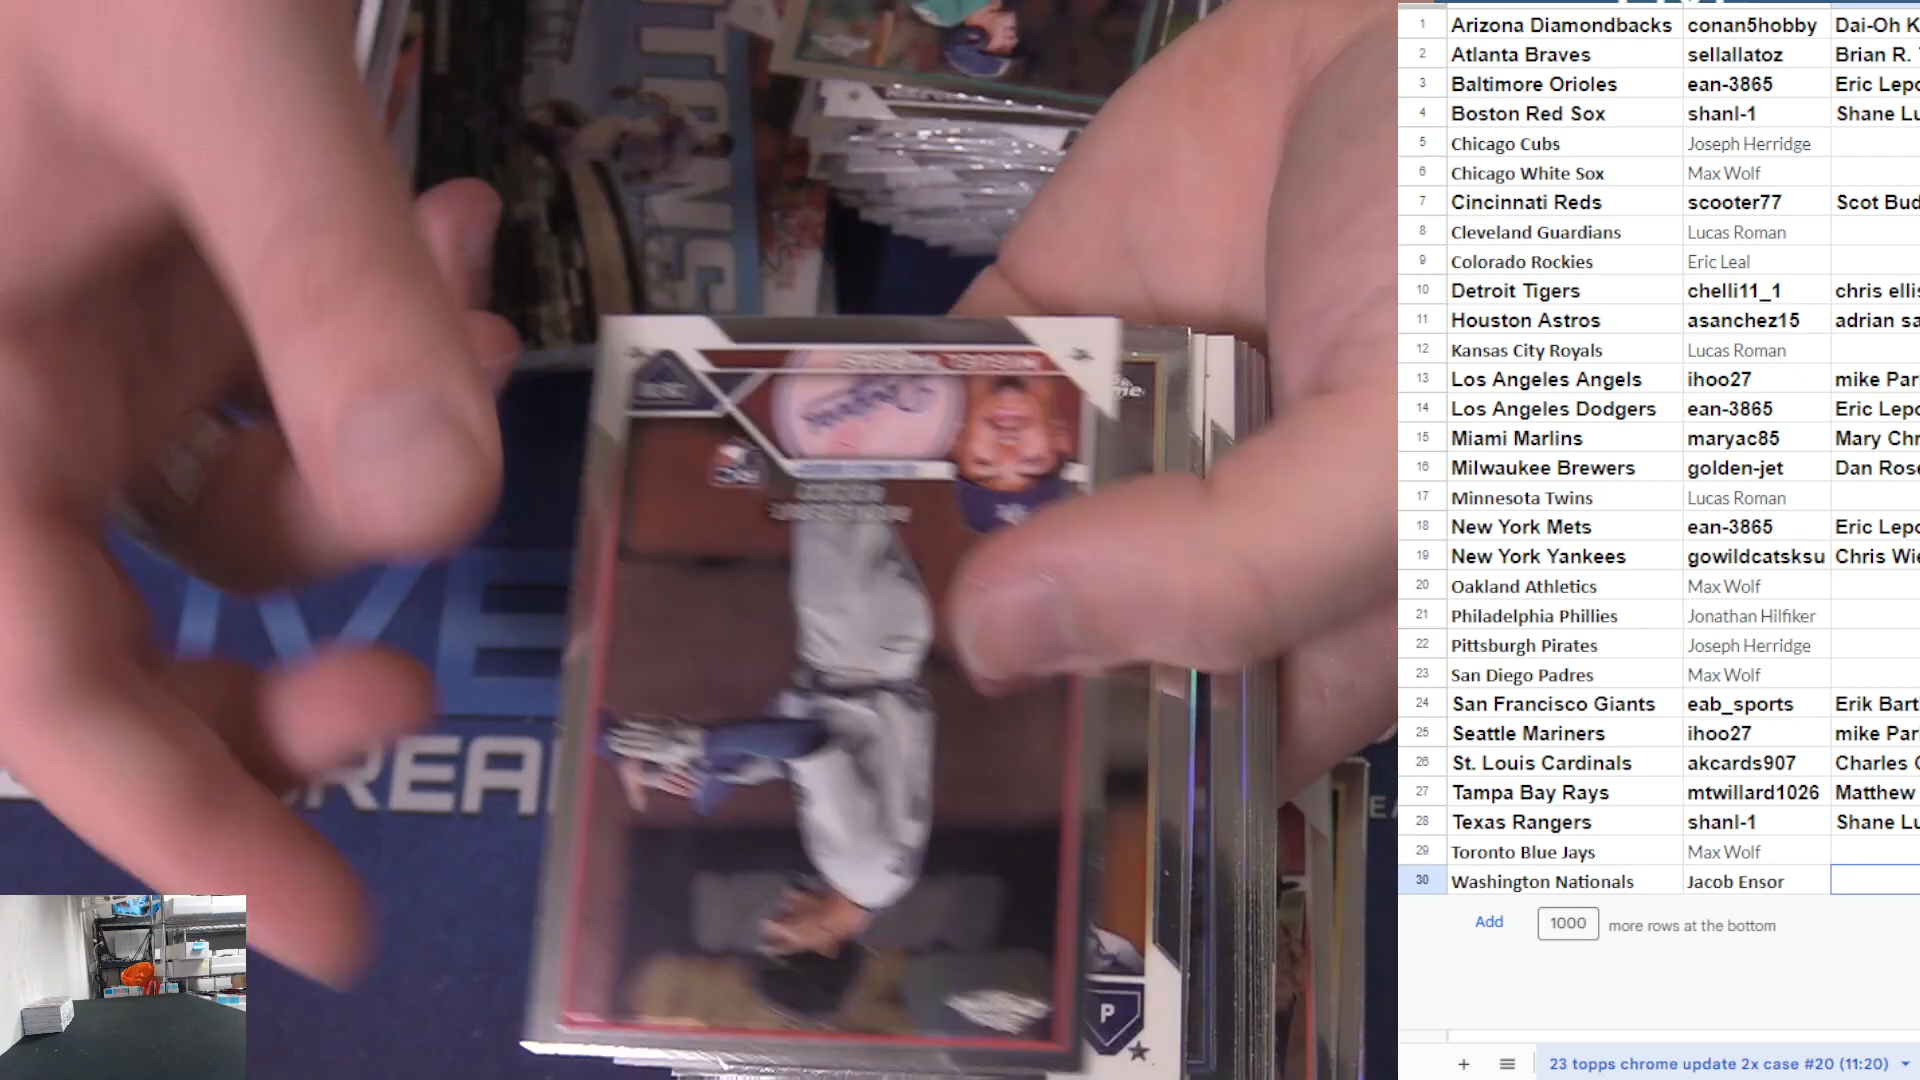 1 Arizona Diamondbacks conan5hobby Dai-Oh K
2 Atlanta Braves sellallatoz Brian R.
3 Baltimore Orioles ean-3865 Eric Lepo
4 Boston Red Sox shanl-1 Shane Lu
5 Chicago Cubs Joseph Herridge
6 Chicago White Sox Max Wolf
7 Cincinnati Reds scooter77 Scot Bud
8 Cleveland Guardians Lucas Roman
9 Colorado Rockies Eric Leal
10 Detroit Tigers chelli11_1 chris ellis
11 Houston Astros asanchez15 adrian sa
12 Kansas City Royals Lucas Roman
13 Los Angeles Angels ihoo27 mike Par
14 Los Angeles Dodgers ean-3865 Eric Lepo
15 Miami Marlins maryac85 Mary Chr
16 Milwaukee Brewers golden-jet Dan Rose
17 Minnesota Twins Lucas Roman
18 New York Mets ean-3865 Eric Lepo
19 New York Yankees gowildcatsksu Chris Wie
20 Oakland Athletics Max Wolf
21 Philadelphia Phillies Jonathan Hilfiker
22 Pittsburgh Pirates Joseph Herridge
23 San Diego Padres Max Wolf
24 San Francisco Giants eab_sports Erik Bart
25 Seattle Mariners ihoo27 mike Par
26 St. Louis Cardinals akcards907 Charles
27 Tampa Bay Rays mtwillard1026 Matthew
28 Texas Rangers shanl-1 Shane Lu
29 Toronto Blue Jays Max Wolf
30 Washington Nationals Jacob Ensor
Add 1000 more rows at the bottom
23 topps chrome update 2x case #20 (11:20)
P